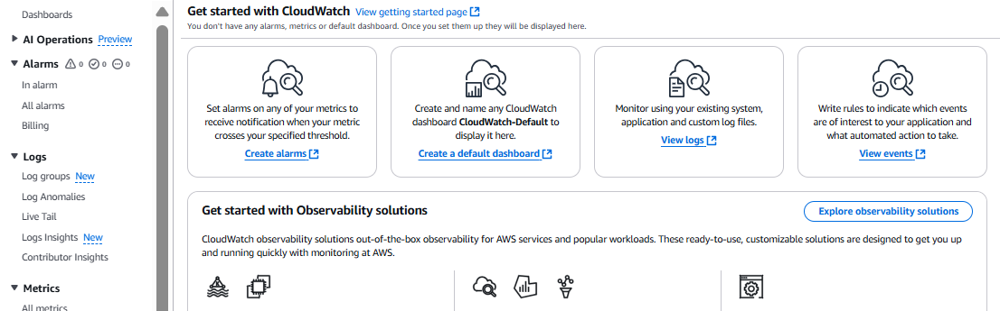 Dashboards
AI Operations Preview
Alarms 0 0 0
In alarm
All alarms
Billing
Logs
Log groups New
Log Anomalies
Live Tail
Logs Insights New
Contributor Insights
Metrics
All metrics
Get started with CloudWatch View getting started page
You don't have any alarms, metrics or default dashboard. Once you set them up they will be displayed here.
Set alarms on any of your metrics to
receive notification when your metric
crosses your specified threshold.
Create alarms
Create and name any CloudWatch
dashboard CloudWatch-Default to
display it here.
Create a default dashboard
Monitor using your existing system,
application and custom log files.
View logs
Write rules to indicate which events
are of interest to your application and
what automated action to take.
View events
Get started with Observability solutions
Explore observability solutions
CloudWatch observability solutions out-of-the-box observability for AWS services and popular workloads. These ready-to-use, customizable solutions are designed to get you up
and running quickly with monitoring at AWS.